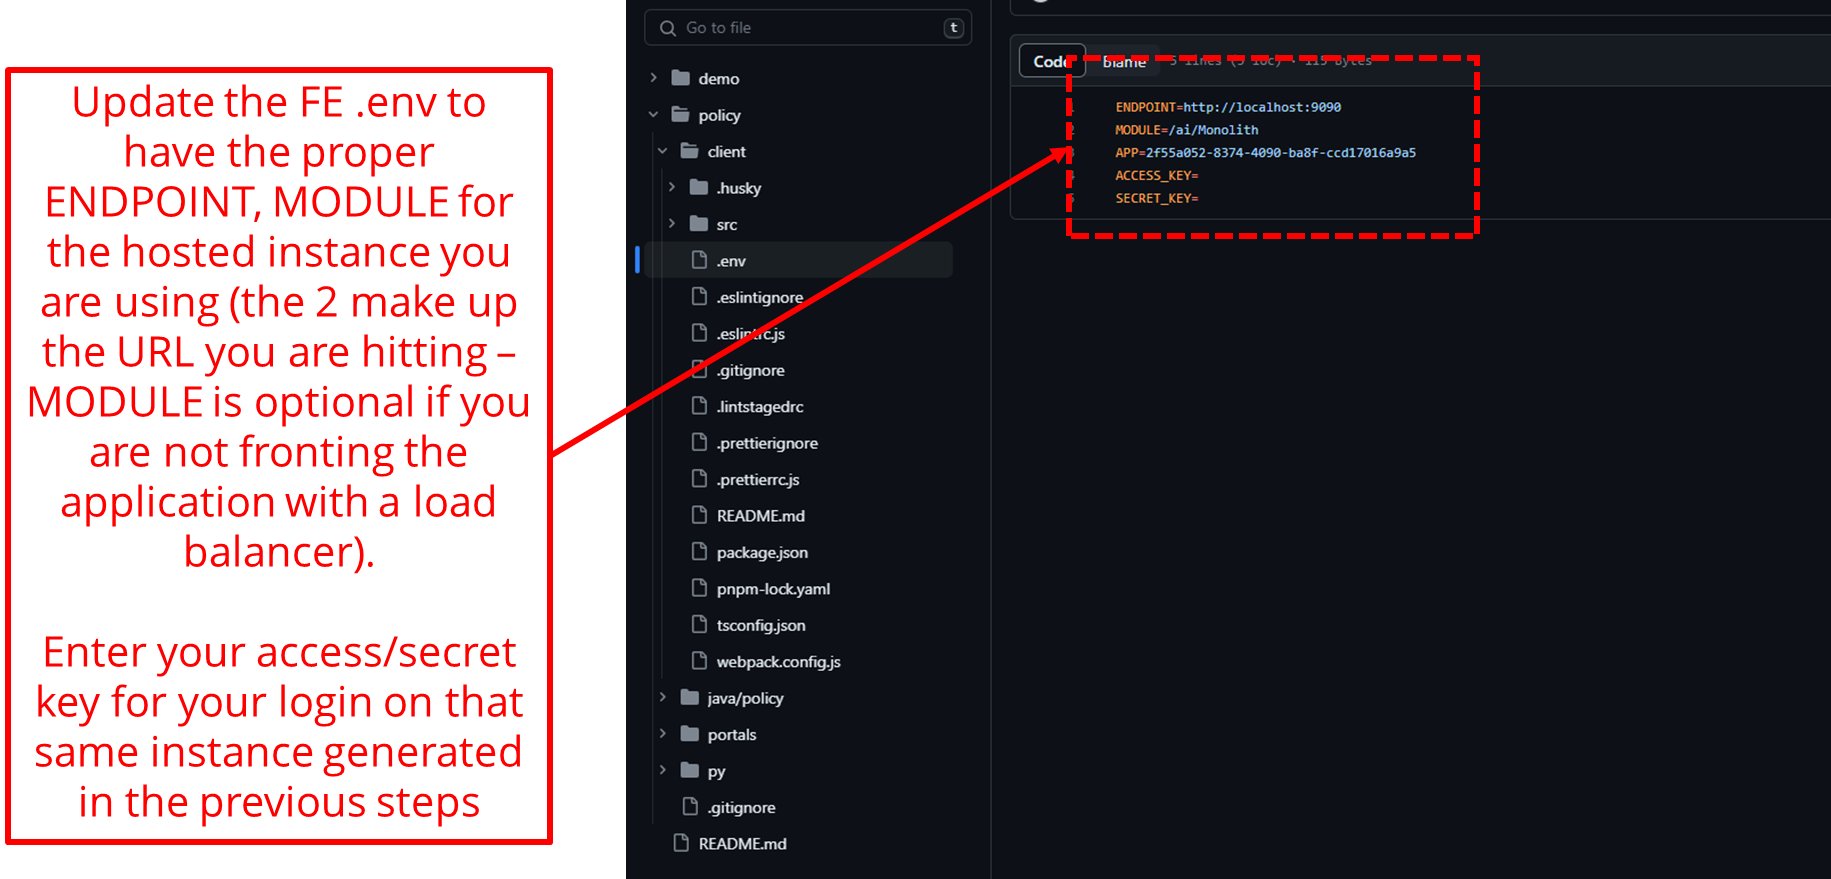 Update the FE .env to
have the proper
ENDPOINT, MODULE for
the hosted instance you
are using (the 2 make up
the URL you are hitting –
MODULE is optional if you
are not fronting the
application with a load
balancer).
Enter your access/secret
key for your login on that
same instance generated
in the previous steps
Go to file
t
demo
policy
client
.husky
src
.env
.eslintignore
.eslintrc.js
.gitignore
.lintstagedrc
.prettierignore
.prettierrc.js
README.md
package.json
pnpm-lock.yaml
tsconfig.json
webpack.config.js
java/policy
portals
py
.gitignore
README.md
Code Blame 5 lines (5 loc) · 115 bytes
1 ENDPOINT=http://localhost:9090
2 MODULE=/ai/Monolith
3 APP=2f55a052-8374-4090-ba8f-ccd17016a9a5
4 ACCESS_KEY=
5 SECRET_KEY=